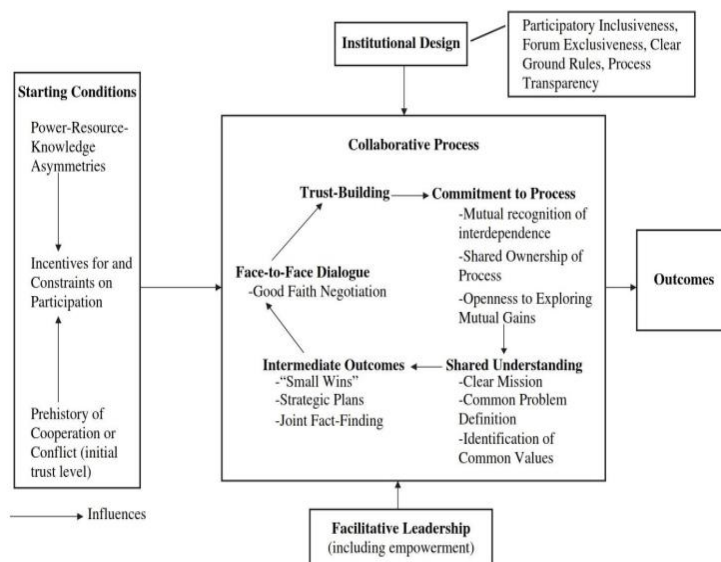 Institutional Design
Participatory Inclusiveness,
Forum Exclusiveness, Clear
Ground Rules, Process
Transparency
Starting Conditions
Power-Resource-
Knowledge
Asymmetries
Incentives for and
Constraints on
Participation
Prehistory of
Cooperation or
Conflict (initial
trust level)
Influences
Collaborative Process
Trust-Building
Commitment to Process
-Mutual recognition of
interdependence
-Shared Ownership of
Process
-Openness to Exploring
Mutual Gains
Face-to-Face Dialogue
-Good Faith Negotiation
Intermediate Outcomes
-“Small Wins”
-Strategic Plans
-Joint Fact-Finding
Shared Understanding
-Clear Mission
-Common Problem
Definition
-Identification of
Common Values
Outcomes
Facilitative Leadership
(including empowerment)